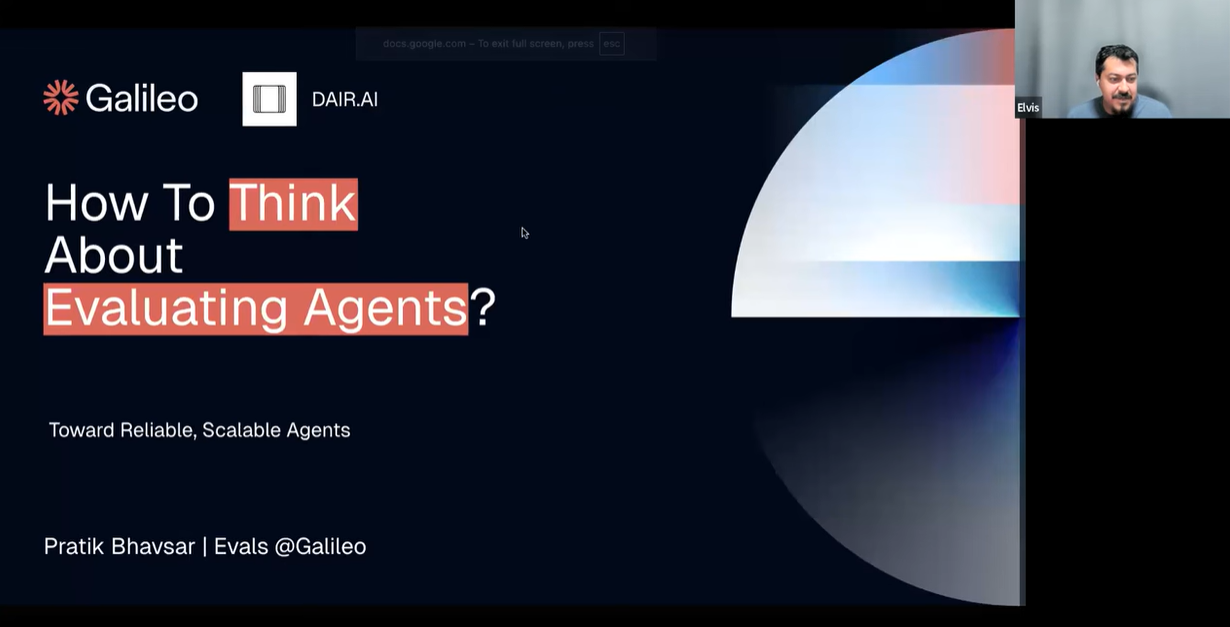 docs.google.com – To exit full screen, press esc
Galileo
DAIR.AI
How To Think
About
Evaluating Agents?
Toward Reliable, Scalable Agents
Pratik Bhavsar | Evals @Galileo
Elvis